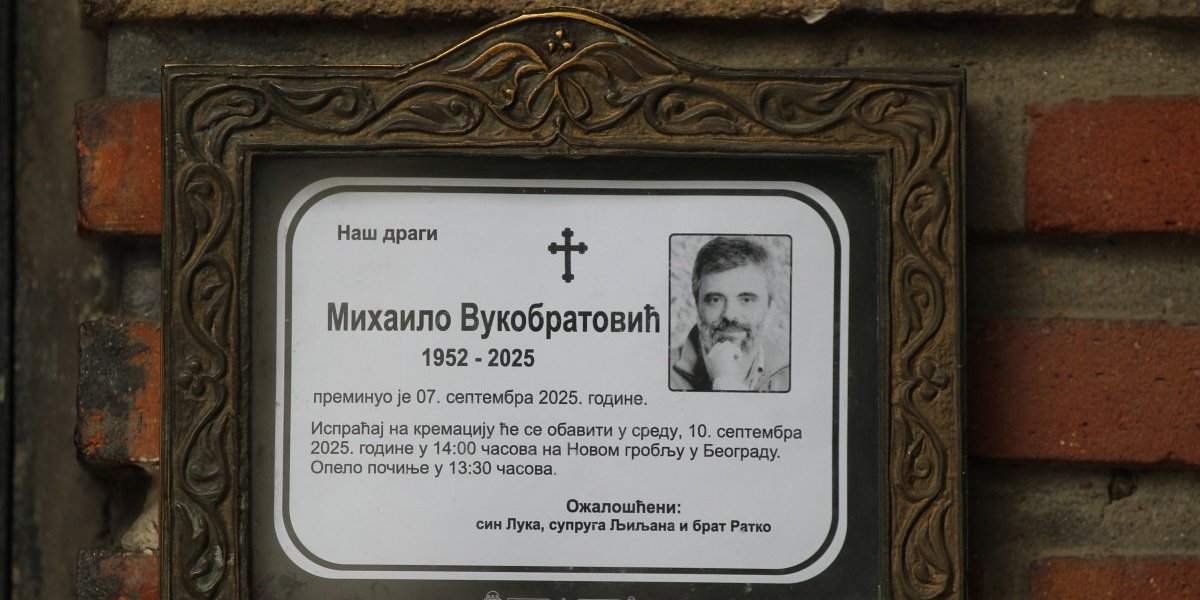 Наш драги
Михаило Вукобратовић
1952 - 2025
преминуо је 07. септембра 2025. године.
Испраћај на кремацију ће се обавити у среду, 10. септембра
2025. године у 14:00 часова на Новом гробљу у Београду.
Опело почиње у 13:30 часова.
Ожалошћени:
син Лука, супруга Љиљана и брат Ратко